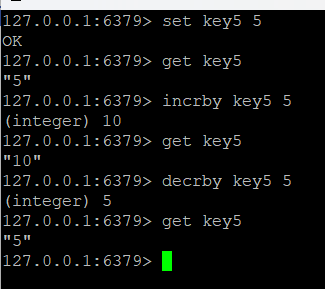 127.0.0.1:6379> set key5 5
OK
127.0.0.1:6379> get key5
"5"
127.0.0.1:6379> incrby key5 5
(integer) 10
127.0.0.1:6379> get key5
"10"
127.0.0.1:6379> decrby key5 5
(integer) 5
127.0.0.1:6379> get key5
"5"
127.0.0.1:6379>